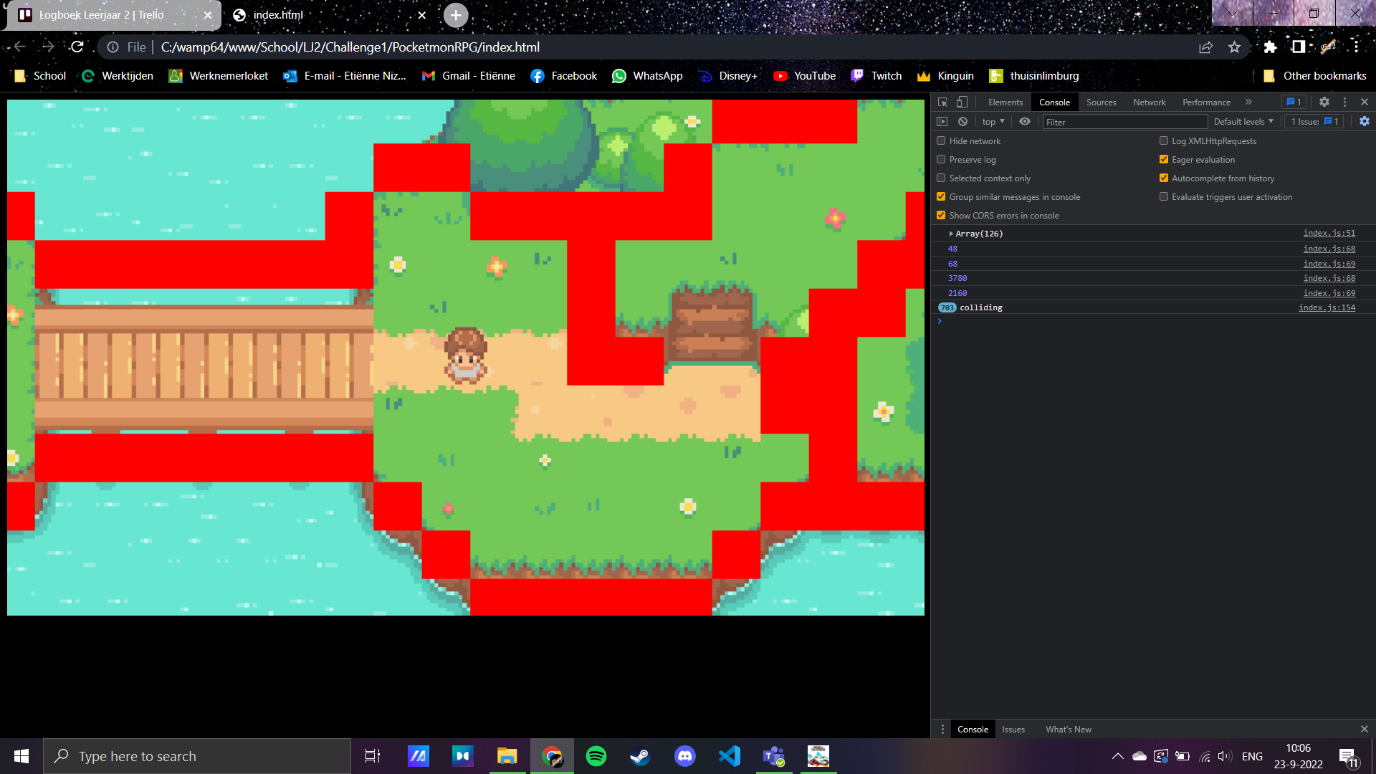 Logboek Leerjaar 2 | Trello
index.html
File | C:/wamp64/www/School/LJ2/Challenge1/PocketmonRPG/index.html
School Werktijden Werknemerloket E-mail - Etiënne Niz... Gmail - Etiënne Facebook WhatsApp Disney+ YouTube Twitch Kinguin thuisinlimburg Other bookmarks
Elements Console Sources Network Performance » 1
top Filter Default levels 1 Issue: 1
Hide network Log XMLHttpRequests
Preserve log Eager evaluation
Selected context only Autocomplete from history
Group similar messages in console Evaluate triggers user activation
Show CORS errors in console
Array(126) index.js:51
48 index.js:68
68 index.js:69
3780 index.js:68
2160 index.js:69
703 colliding index.js:154
Console Issues What's New
Type here to search
ENG
10:06
23-9-2022
11